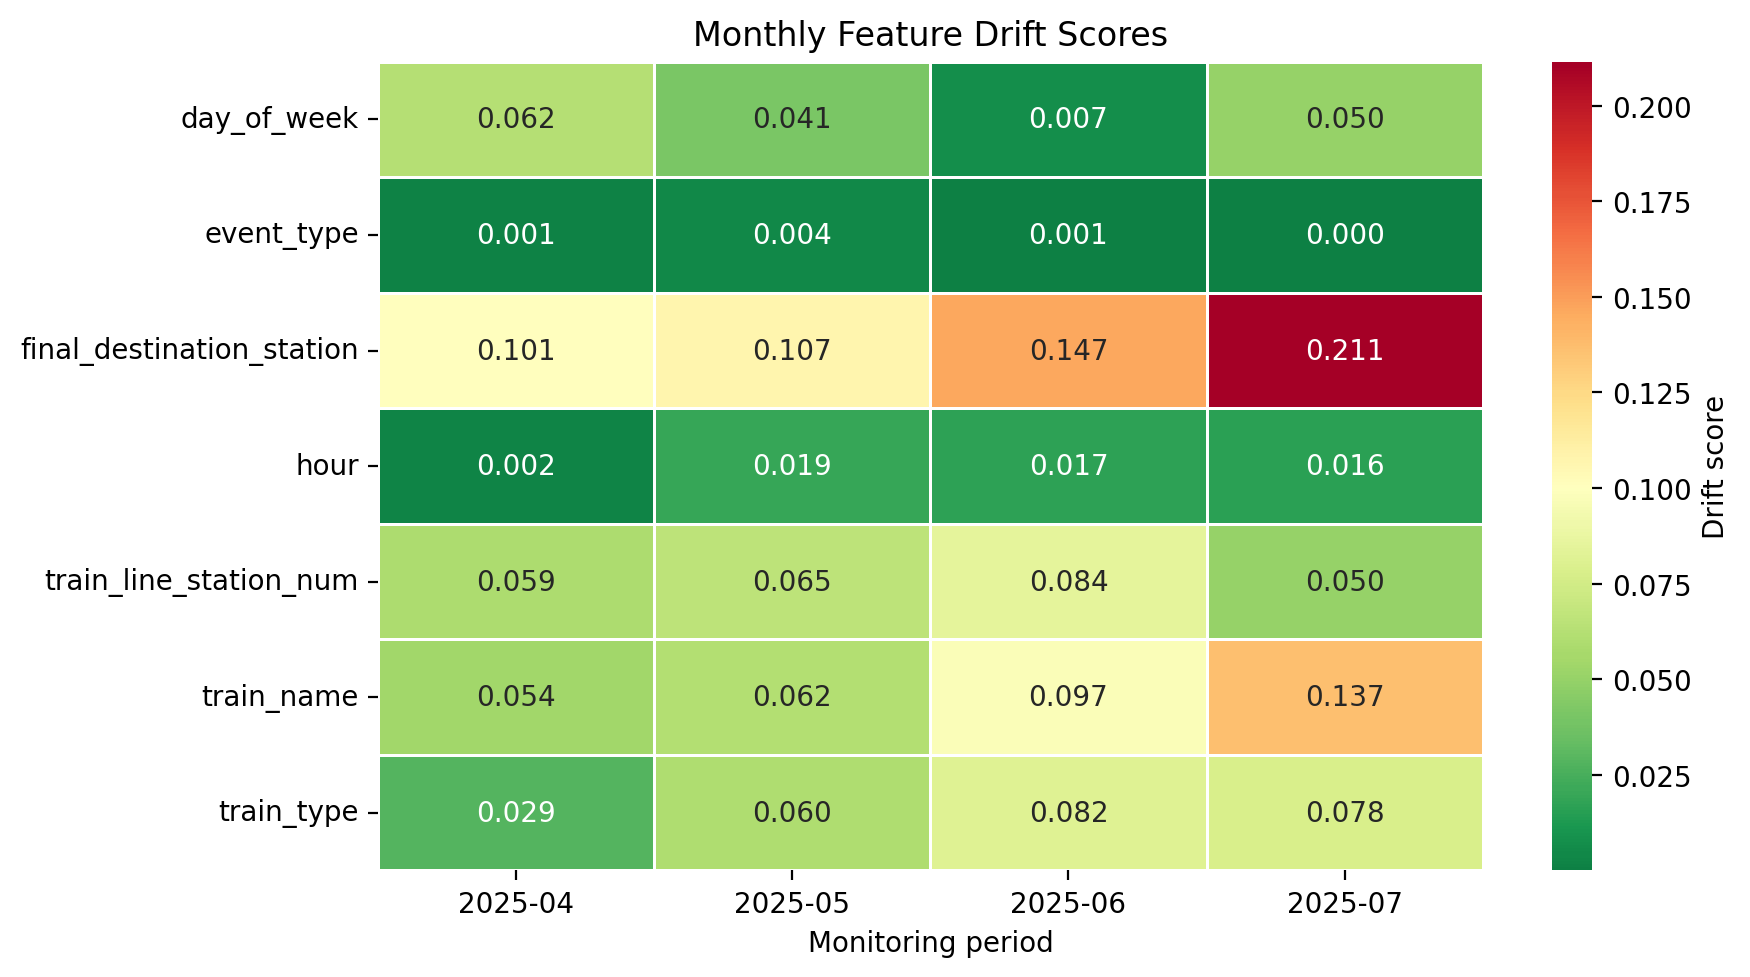 Monthly Feature Drift Scores
day_of_week 0.062 0.041 0.007 0.050
event_type 0.001 0.004 0.001 0.000
final_destination_station 0.101 0.107 0.147 0.211
hour 0.002 0.019 0.017 0.016
train_line_station_num 0.059 0.065 0.084 0.050
train_name 0.054 0.062 0.097 0.137
train_type 0.029 0.060 0.082 0.078
2025-04 2025-05 2025-06 2025-07
Monitoring period
0.200
0.175
0.150
0.125
0.100
0.075
0.050
0.025
Drift score